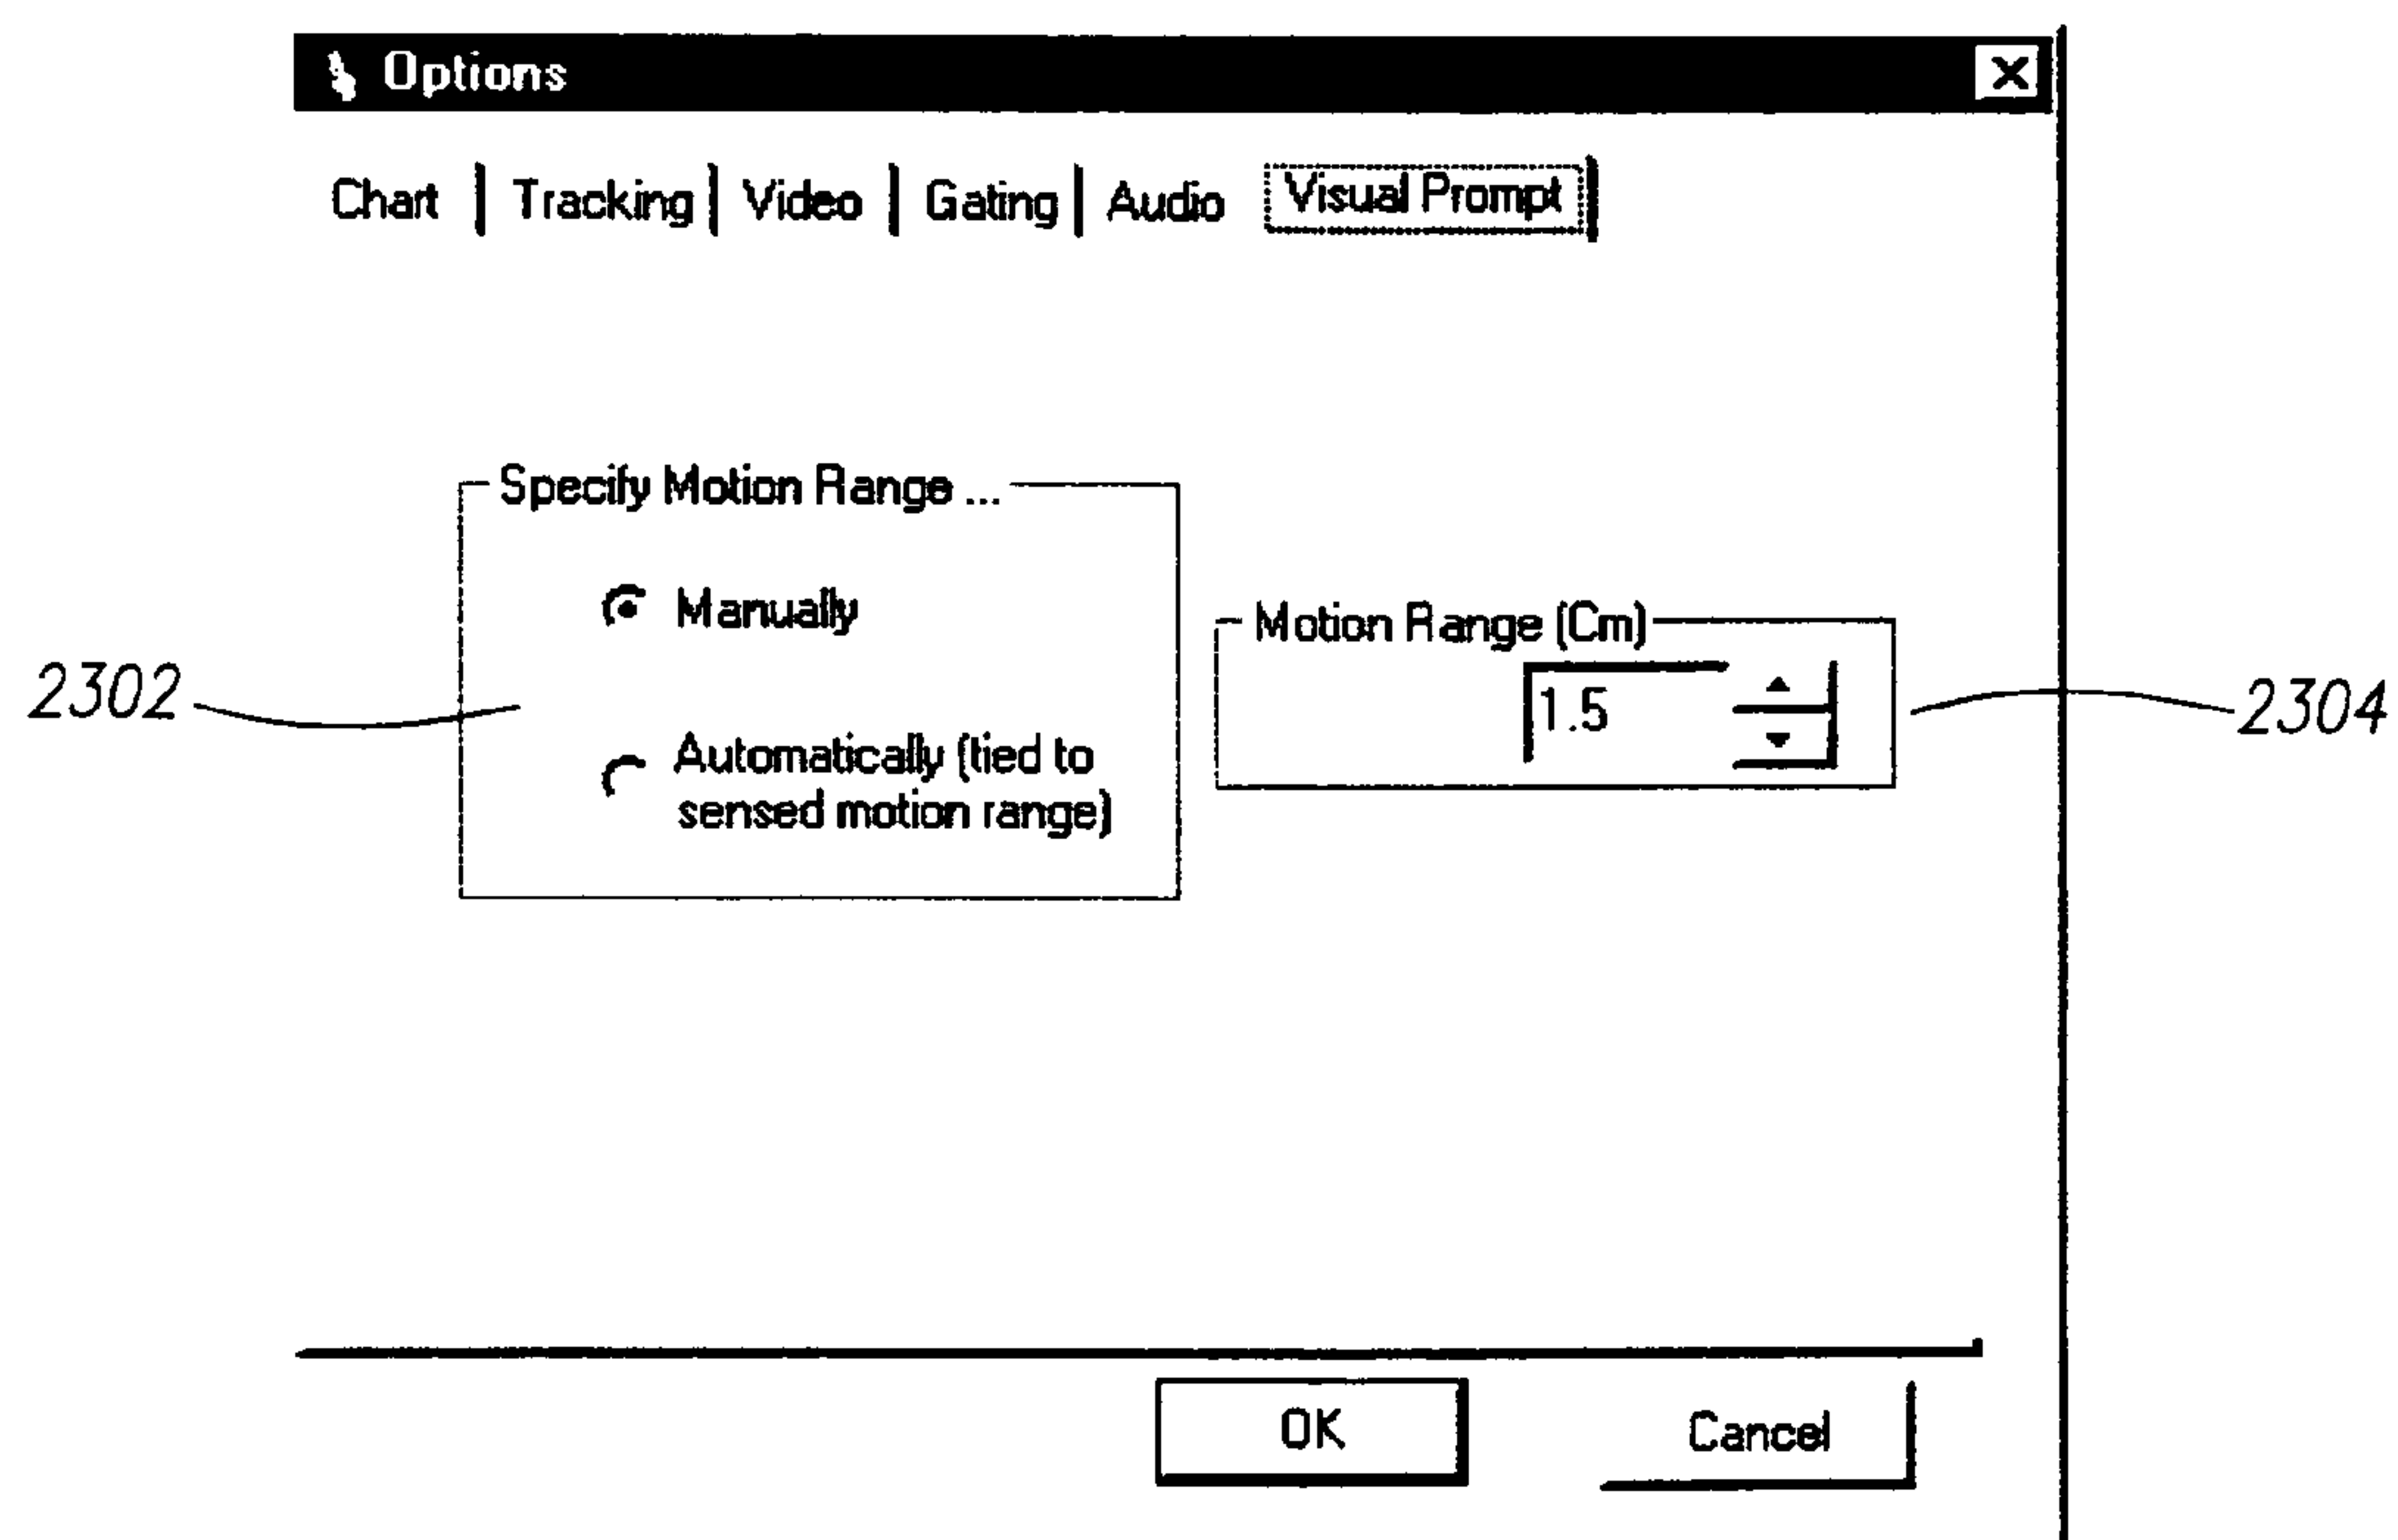 Options
Chart Tracking Video Gating Audio Visual Prompt
Specify Motion Range ...
Manually
Automatically (tied to
sensed motion range)
2302
Motion Range (Cm)
1.5
2304
OK Cancel